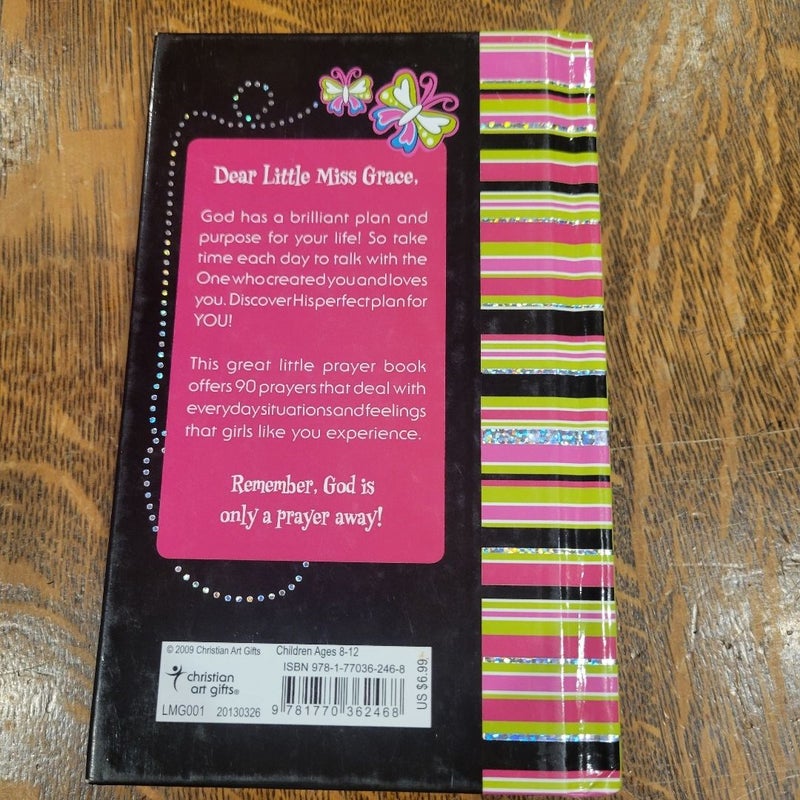 Dear Little Miss Grace,
God has a brilliant plan and
purpose for your life! So take
time each day to talk with the
One who created you and loves
you. Discover His perfect plan for
YOU!
This great little prayer book
offers 90 prayers that deal with
everyday situations and feelings
that girls like you experience.
Remember, God is
only a prayer away!
© 2009 Christian Art Gifts Children Ages 8-12
ISBN 978-1-77036-246-8
christian
art gifts®
US $6.99
LMG001 20130326 9 781770 362468